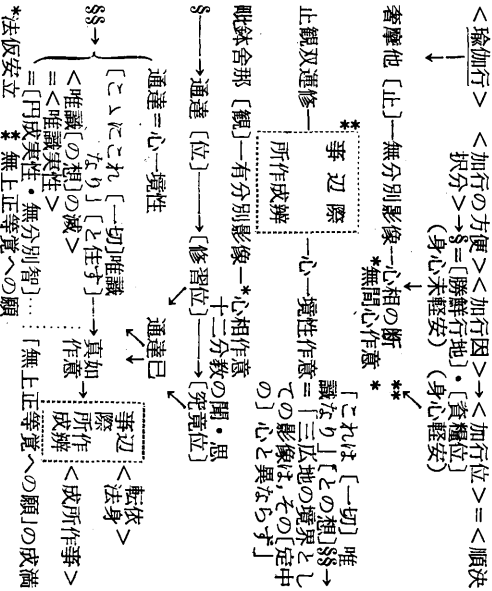 ＜瑜伽行＞　＜加行の方便＞＜加行因＞→＜加行位＞=＜順決
択分＞→§=［勝鮮行地］・［資糧位］
(身心未軽安)　(身心軽安)
奢摩他［止］—無分別影像—心相の断
*無間心作意　*　**
止観双運修—
**
事辺際
所作成辨
—心一境性作意=
「これは［一切］唯
識なり」［との想］§§→
「三広地の境界とし
ての影像は，その［定中
の］心と異ならず」
毗鉢舎那［観］—有分別影像—*心相作意
十二分教の聞・思
§——→通達［位］——→［修習位］——→［究竟位］
通達=心一境性　通達已
§§→
［こゝにこれ［一切］唯識
なり］［と住す］
＜唯識［の想］の滅＞
=＜唯識実性＞
=［円成実性・無分別智］…
→真如
作意
→事辺
際
所作
成辨
転依
＜法身＞
＜成所作事＞
……「無上正等覚への願」の成満
*法仮安立　**無上正等覚への願